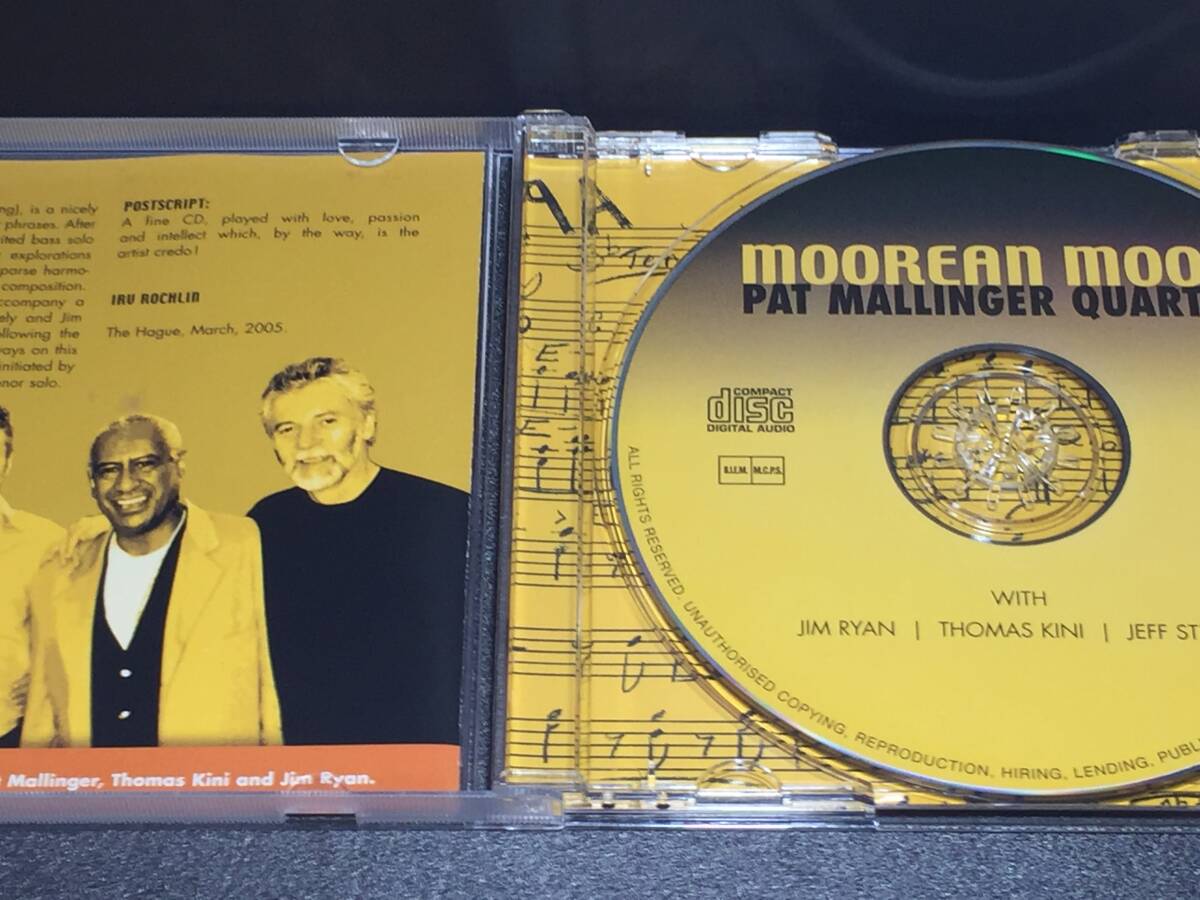 ng), is a nicely
phrases. After
ited bass solo
explorations
parse harmo-
composition.
ccompany a
ely and Jim
llowing the
ays on this
initiated by
nor solo.
POSTSCRIPT:
A fine CD, played with love, passion
and intellect which, by the way, is the
artist credo!
IRV ROCHLIN
The Hague, March, 2005.
Mallinger, Thomas Kini and Jim Ryan.
MOOREAN MOO
PAT MALLINGER QUART
COMPACT
disc
DIGITAL AUDIO
B.I.E.M. M.C.P.S.
WITH
JIM RYAN | THOMAS KINI | JEFF ST
ALL RIGHTS RESERVED. UNAUTHORISED COPYING, REPRODUCTION, HIRING, LENDING, PUBL